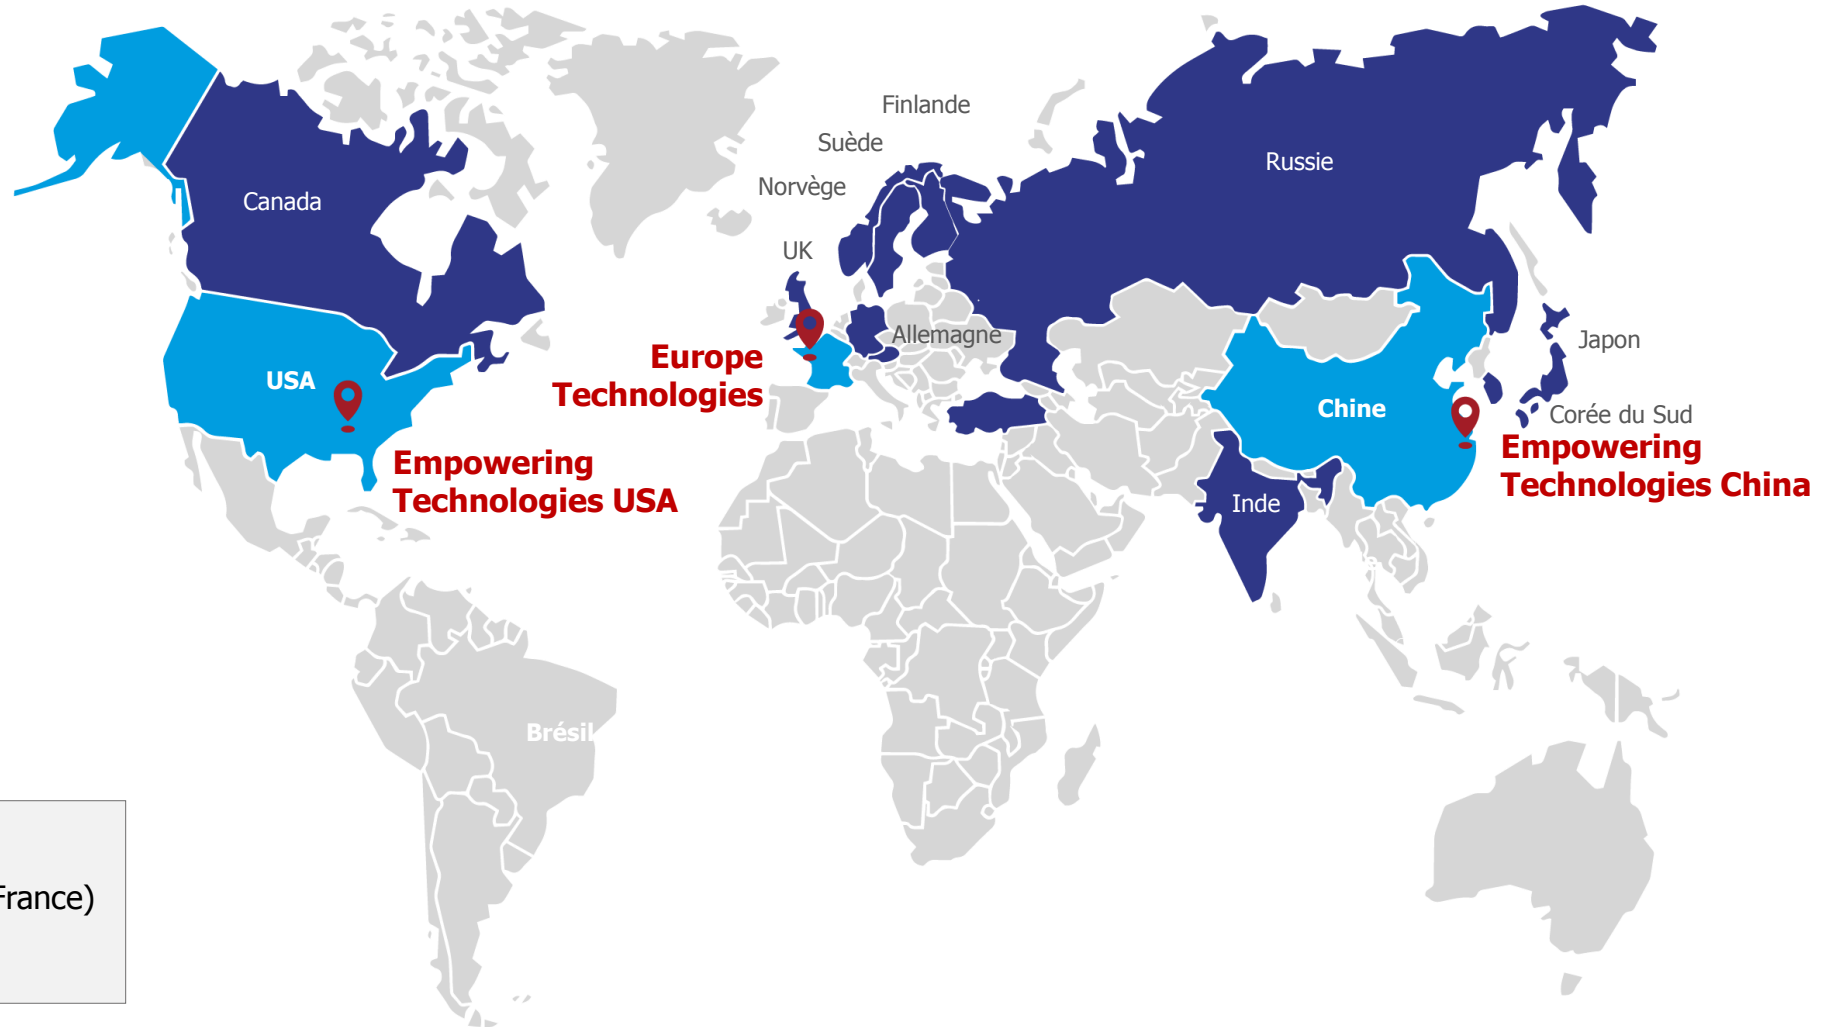 Finlande
Suède
Norvège
Russie
Canada
UK
Allemagne
Japon
Europe
Technologies
USA
Chine
Corée du Sud
Empowering
Technologies China
Empowering
Technologies USA
Inde
Brésil
France)